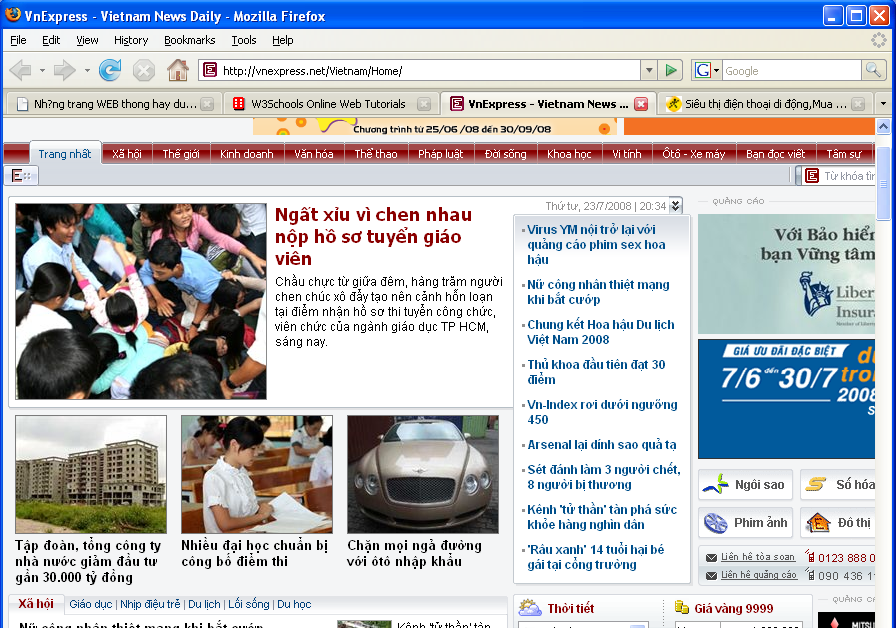 VnExpress - Vietnam News Daily - Mozilla Firefox
File Edit View History Bookmarks Tools Help
http://vnexpress.net/Vietnam/Home/
Google
Nh?ng trang WEB thong hay du... W3Schools Online Web Tutorials VnExpress - Vietnam News ... Siêu thị điện thoại di động,Mua ...
Chương trình từ 25/06 /08 đến 30/09/08
Trang nhất Xã hội Thế giới Kinh doanh Văn hóa Thể thao Pháp luật Đời sống Khoa học Vi tính Ôtô - Xe máy Bạn đọc viết Tâm sự
Từ khóa tìm
Thứ tư, 23/7/2008 | 20:34
Ngất xỉu vì chen nhau
nộp hồ sơ tuyển giáo
viên
Chầu chực từ giữa đêm, hàng trăm người
chen chúc xô đẩy tạo nên cảnh hỗn loạn
tại điểm nhận hồ sơ thi tuyển công chức,
viên chức của ngành giáo dục TP HCM,
sáng nay.
Tập đoàn, tổng công ty
nhà nước giảm đầu tư
gần 30.000 tỷ đồng
Nhiều đại học chuẩn bị
công bố điểm thi
Chặn mọi ngả đường
với ôtô nhập khẩu
Virus YM nội trở lại với
quảng cáo phim sex hoa
hậu
Nữ công nhân thiệt mạng
khi bắt cướp
Chung kết Hoa hậu Du lịch
Việt Nam 2008
Thủ khoa đầu tiên đạt 30
điểm
Vn-Index rơi dưới ngưỡng
450
Arsenal lại dính sao quả tạ
Sét đánh làm 3 người chết,
8 người bị thương
Kênh 'tử thần' tàn phá sức
khỏe hàng nghìn dân
'Râu xanh' 14 tuổi hại bé
gái tại cổng trường
QUẢNG CÁO
Với Bảo hiểm
bạn Vững tâm
Liber
Insura
GIÁ ƯU ĐÃI ĐẶC BIỆT
7/6 đến 30/7
2008
Ngôi sao Số hóa
Phim ảnh Đô thị
Liên hệ tòa soạn 0123 888 0
Liên hệ quảng cáo 090 436 1
QUẢNG CÁO
Xã hội Giáo dục | Nhịp điệu trẻ | Du lịch | Lối sống | Du học
Nữ công nhân thiệt mạng khi bắt cướp
Kênh 'tử thần' tàn
Thời tiết
Giá vàng 9999
MITSU